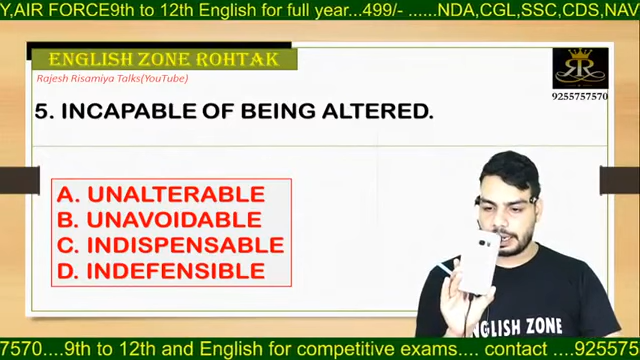 Y,AIR FORCE9th to 12th English for full year...499/- ......NDA,CGL,SSC,CDS,NAV
ENGLISH ZONE ROHTAK
Rajesh Risamiya Talks(YouTube)
9255757570
5. INCAPABLE OF BEING ALTERED.
A. UNALTERABLE
B. UNAVOIDABLE
C. INDISPENSABLE
D. INDEFENSIBLE
NGLISH ZONE
7570....9th to 12th and English for competitive exams.... contact ....925575